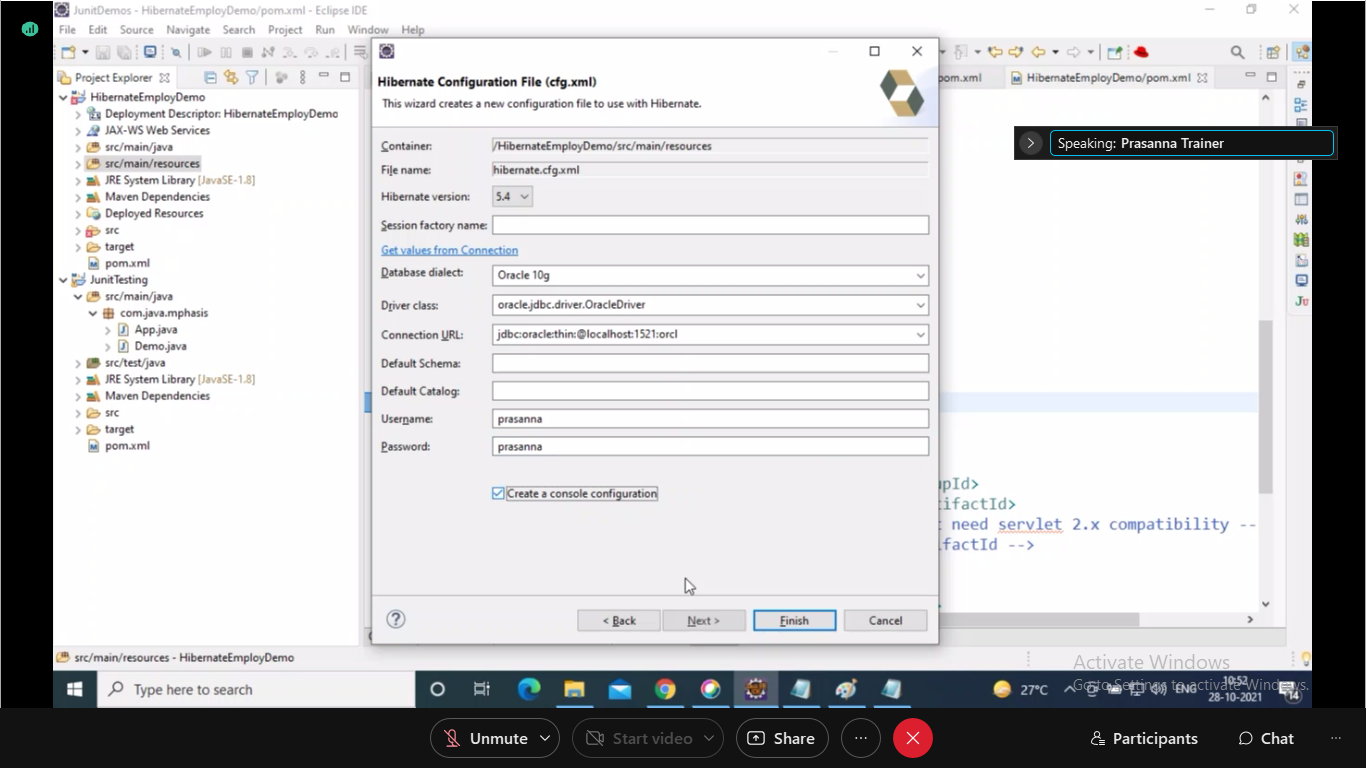 JunitDemos - HibernateEmployDemo/pom.xml - Eclipse IDE
File Edit Source Navigate Search Project Run Window Help
Project Explorer
HibernateEmployDemo
Deployment Descriptor: HibernateEmployDemo
JAX-WS Web Services
src/main/java
src/main/resources
JRE System Library [JavaSE-1.8]
Maven Dependencies
Deployed Resources
src
target
pom.xml
JunitTesting
src/main/java
com.java.mphasis
App.java
Demo.java
src/test/java
JRE System Library [JavaSE-1.8]
Maven Dependencies
src
target
pom.xml
Hibernate Configuration File (cfg.xml)
This wizard creates a new configuration file to use with Hibernate.
Container: /HibernateEmployDemo/src/main/resources
File name: hibernate.cfg.xml
Hibernate version: 5.4
Session factory name:
Get values from Connection
Database dialect: Oracle 10g
Driver class: oracle.jdbc.driver.OracleDriver
Connection URL: jdbc:oracle:thin:@localhost:1521:orcl
Default Schema:
Default Catalog:
Username: prasanna
Password: prasanna
Create a console configuration
< Back Next > Finish Cancel
pom.xml HibernateEmployDemo/pom.xml
Speaking: Prasanna Trainer
upId>
tifactId>
t need servlet 2.x compatibility --
ifactId -->
Ju
src/main/resources - HibernateEmployDemo
Activate Windows
Go to Settings to activate Windows.
Type here to search
27°C
ENG
10:52
28-10-2021
14
Unmute Start video Share
Participants Chat